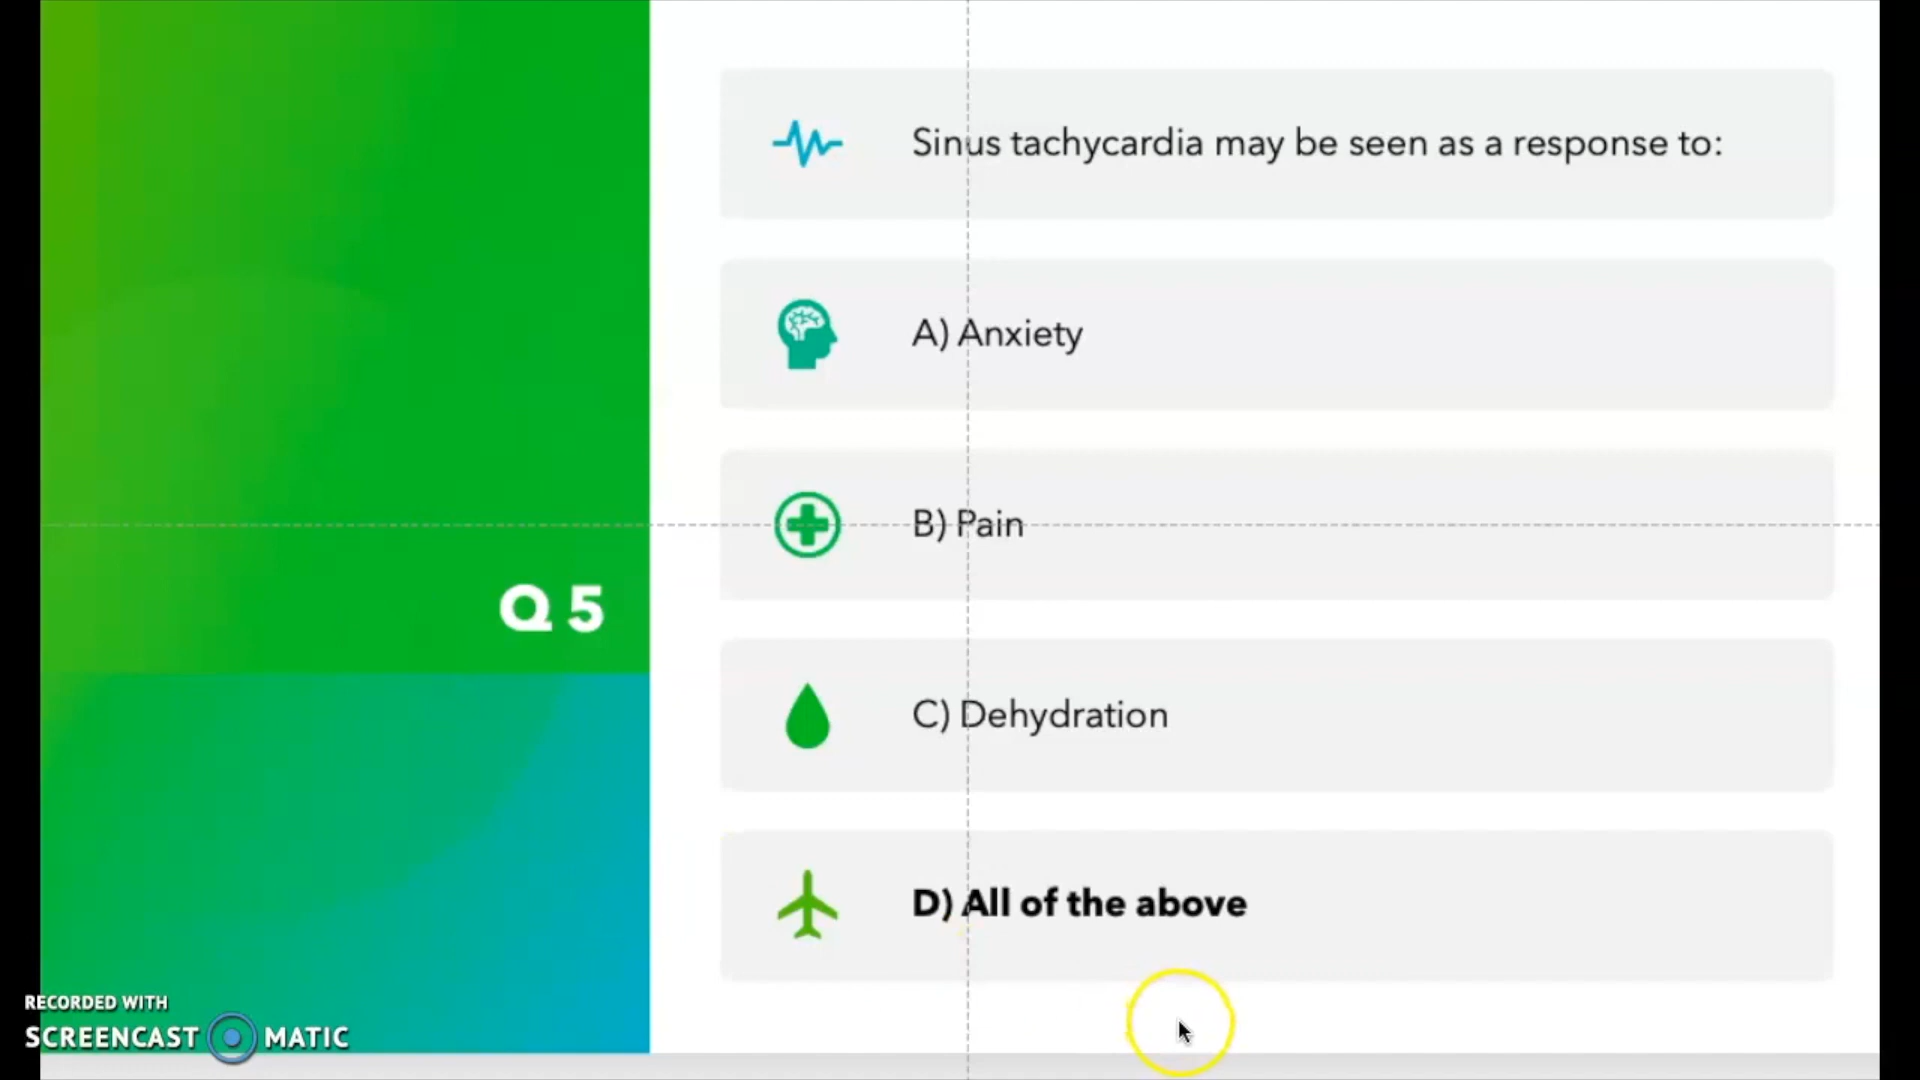 Sinus tachycardia may be seen as a response to:
A) Anxiety
B) Pain
Q 5
C) Dehydration
D) All of the above
RECORDED WITH
SCREENCAST MATIC